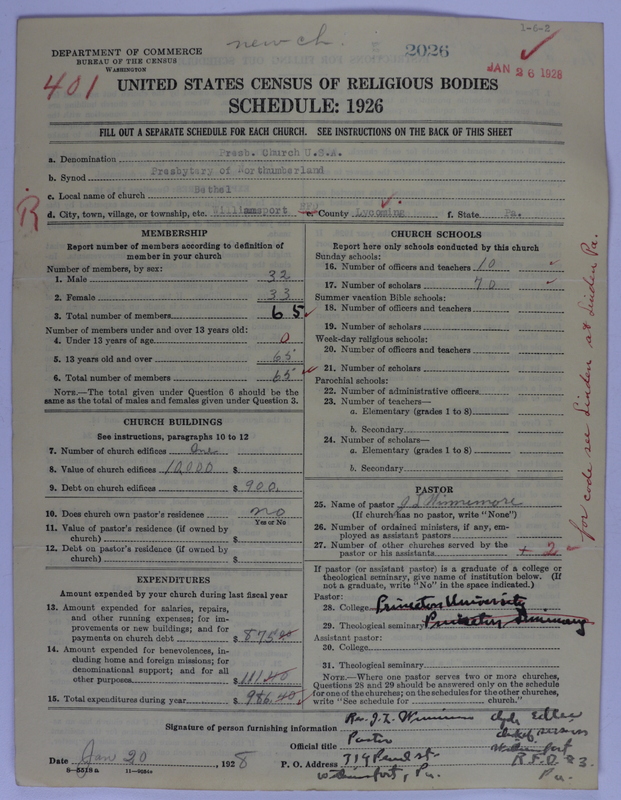 1-6-2
new ch.
2026
DEPARTMENT OF COMMERCE
BUREAU OF THE CENSUS
WASHINGTON
JAN 26 1928
401
UNITED STATES CENSUS OF RELIGIOUS BODIES
SCHEDULE: 1926
FILL OUT A SEPARATE SCHEDULE FOR EACH CHURCH. SEE INSTRUCTIONS ON THE BACK OF THIS SHEET
a. Denomination Presb. Church U.S.A.
b. Synod Presbytery of Northumberland
c. Local name of church Bethel
R
d. City, town, village, or township, etc. Williamsport e. County Lycoming f. State Pa.
MEMBERSHIP
Report number of members according to definition of member in your church
Number of members, by sex:
1. Male 32
2. Female 33
3. Total number of members 65
Number of members under and over 13 years old:
4. Under 13 years of age 0
5. 13 years old and over 65
6. Total number of members 65
NOTE.—The total given under Question 6 should be
same as the total of males and females given under Question 3.
CHURCH BUILDINGS
See instructions, paragraphs 10 to 12
7. Number of church edifices One
8. Value of church edifices 10,000 $
9. Debt on church edifices $ 900.
10. Does church own pastor's residence no
Yes or No
11. Value of pastor's residence (if owned by
church) $
12. Debt on pastor's residence (if owned by
church) $
EXPENDITURES
Amount expended by your church during last fiscal year
13. Amount expended for salaries, repairs,
and other running expenses; for im-
provements or new buildings; and for
payments on church debt $ 875.00
14. Amount expended for benevolences, in-
cluding home and foreign missions; for
denominational support; and for all
other purposes $ 111.40
15. Total expenditures during year $ 986.40
CHURCH SCHOOLS
Report here only schools conducted by this church
Sunday schools:
16. Number of officers and teachers 10
17. Number of scholars 70
Summer vacation Bible schools:
18. Number of officers and teachers
19. Number of scholars
Week-day religious schools:
20. Number of officers and teachers
21. Number of scholars
Parochial schools:
22. Number of administrative officers
23. Number of teachers—
a. Elementary (grades 1 to 8)
b. Secondary
24. Number of scholars—
a. Elementary (grades 1 to 8)
b. Secondary
PASTOR
25. Name of pastor J L Winnemore
(If church has no pastor, write "None")
26. Number of ordained ministers, if any, em-
ployed as assistant pastors
27. Number of other churches served by the
pastor or his assistants + 2
If pastor (or assistant pastor) is a graduate of a college or
theological seminary, give name of institution below. (If
not a graduate, write "No" in the space indicated.)
Pastor:
28. College Princeton University
29. Theological seminary Princeton Seminary
Assistant pastor:
30. College
31. Theological seminary
NOTE.—Where one pastor serves two or more churches,
Questions 28 and 29 should be answered only on the schedule
for one of the churches; on the schedules for the other churches,
write "See schedule for church."
for code see Linden at Linden Pa.
Signature of person furnishing information Rev. J. L.
Official title Pastor
Date Jan 20, 1928 P. O. Address
Williamsport, Pa.
R.F.D. #3
Pa.
8-5518a